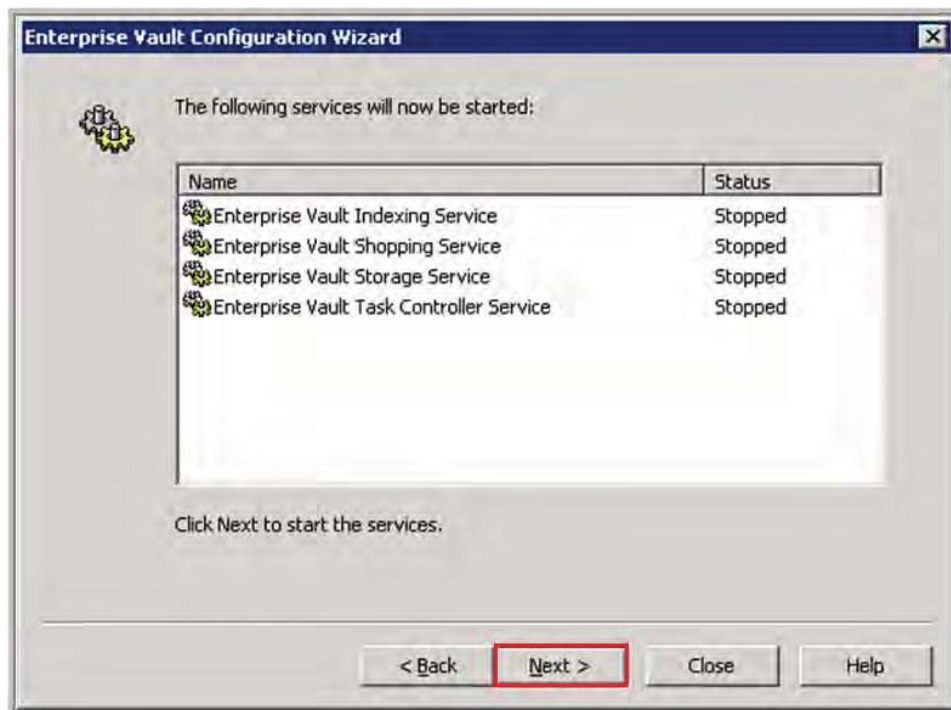 Enterprise Vault Configuration Wizard
The following services will now be started:
Name Status
Enterprise Vault Indexing Service Stopped
Enterprise Vault Shopping Service Stopped
Enterprise Vault Storage Service Stopped
Enterprise Vault Task Controller Service Stopped
Click Next to start the services.
< Back Next > Close Help